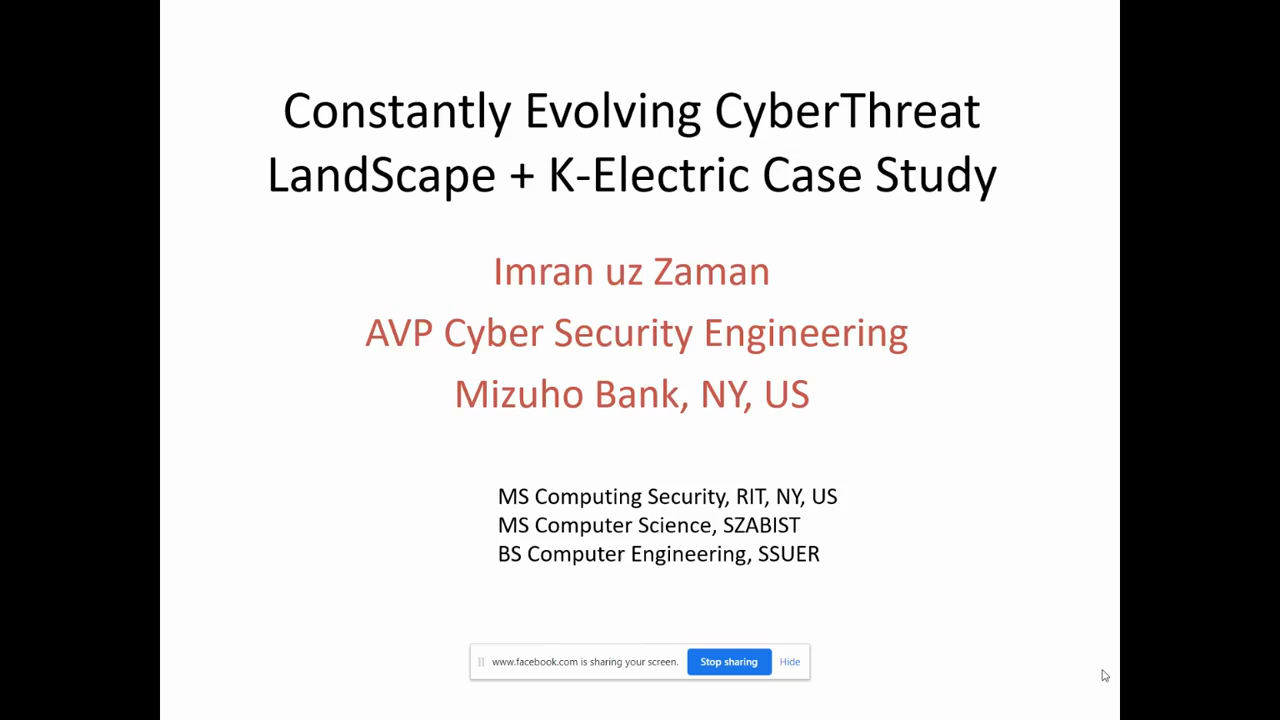 Constantly Evolving CyberThreat
LandScape + K-Electric Case Study
Imran uz Zaman
AVP Cyber Security Engineering
Mizuho Bank, NY, US
MS Computing Security, RIT, NY, US
MS Computer Science, SZABIST
BS Computer Engineering, SSUER
www.facebook.com is sharing your screen. Stop sharing Hide